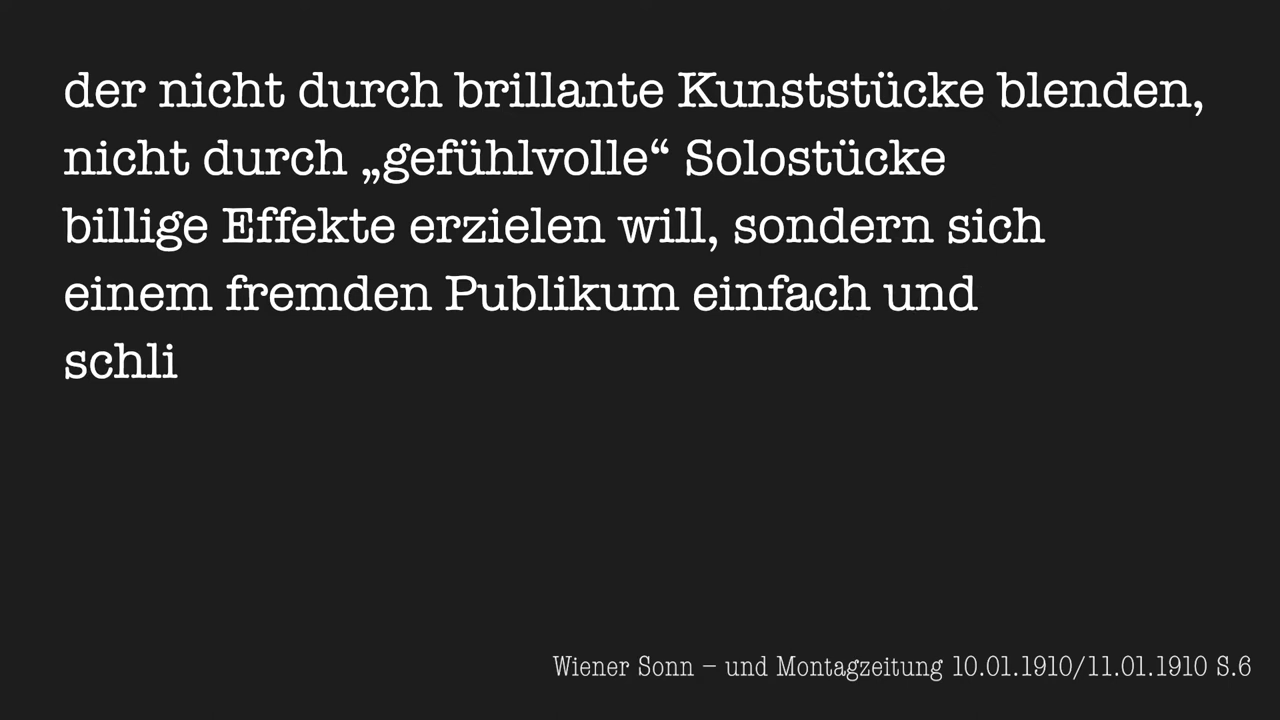 der nicht durch brillante Kunststücke blenden,
nicht durch „gefühlvolle“ Solostücke
billige Effekte erzielen will, sondern sich
einem fremden Publikum einfach und
schli
Wiener Sonn – und Montagzeitung 10.01.1910/11.01.1910 S.6